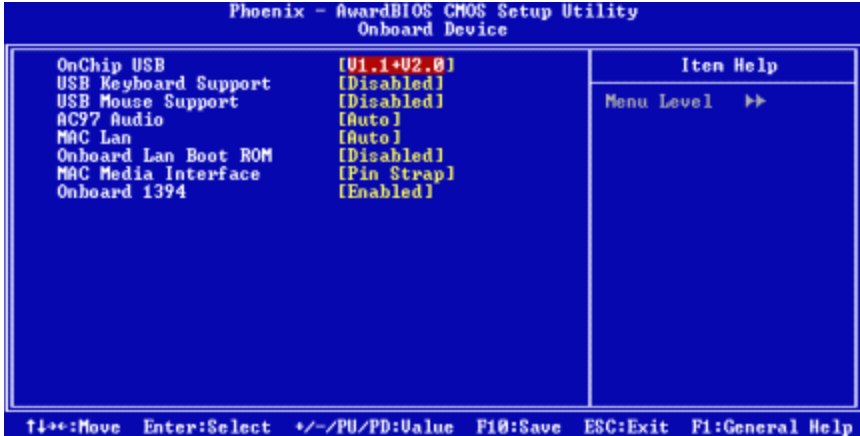 Phoenix - AwardBIOS CMOS Setup Utility
Onboard Device
OnChip USB [V1.1+V2.0]
USB Keyboard Support [Disabled]
USB Mouse Support [Disabled]
AC97 Audio [Auto]
MAC Lan [Auto]
Onboard Lan Boot ROM [Disabled]
MAC Media Interface [Pin Strap]
Onboard 1394 [Enabled]
Item Help
Menu Level ▶▶
↑↓→←:Move Enter:Select +/-/PU/PD:Value F10:Save ESC:Exit F1:General Help